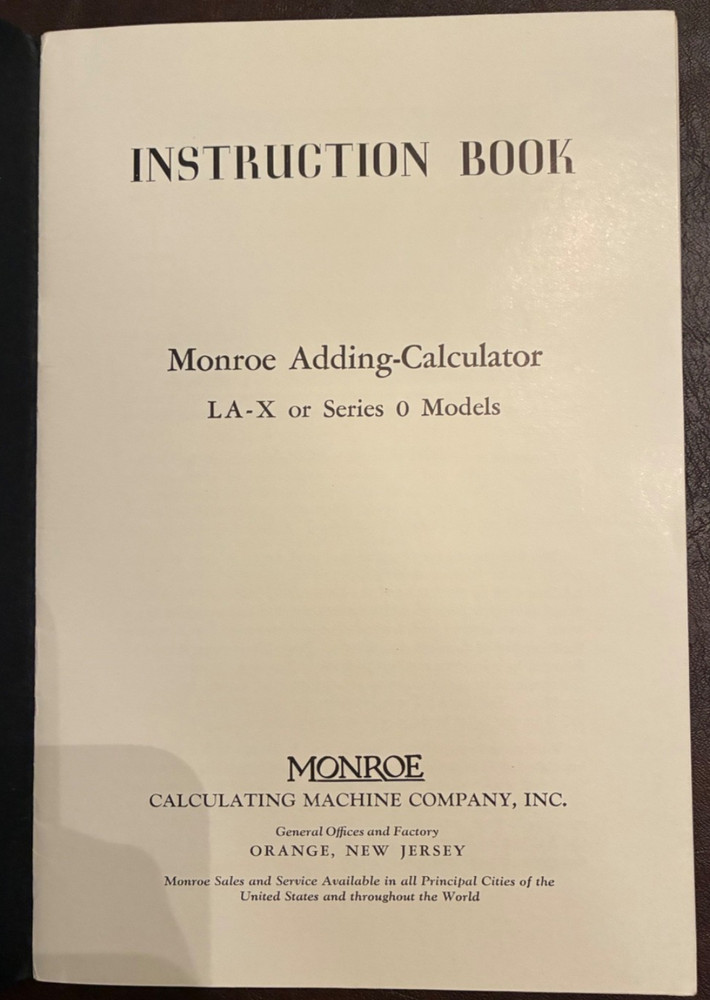 INSTRUCTION BOOK
Monroe Adding-Calculator
LA-X or Series 0 Models
MONROE
CALCULATING MACHINE COMPANY, INC.
General Offices and Factory
ORANGE, NEW JERSEY
Monroe Sales and Service Available in all Principal Cities of the
United States and throughout the World